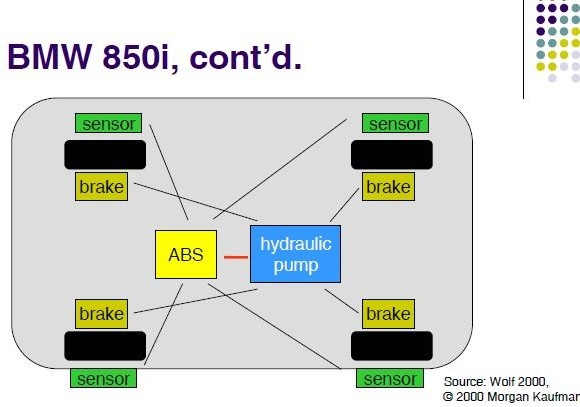 BMW 850i, cont'd.
sensor
sensor
brake
brake
ABS
hydraulic
pump
brake
brake
sensor
sensor
Source: Wolf 2000,
© 2000 Morgan Kaufman